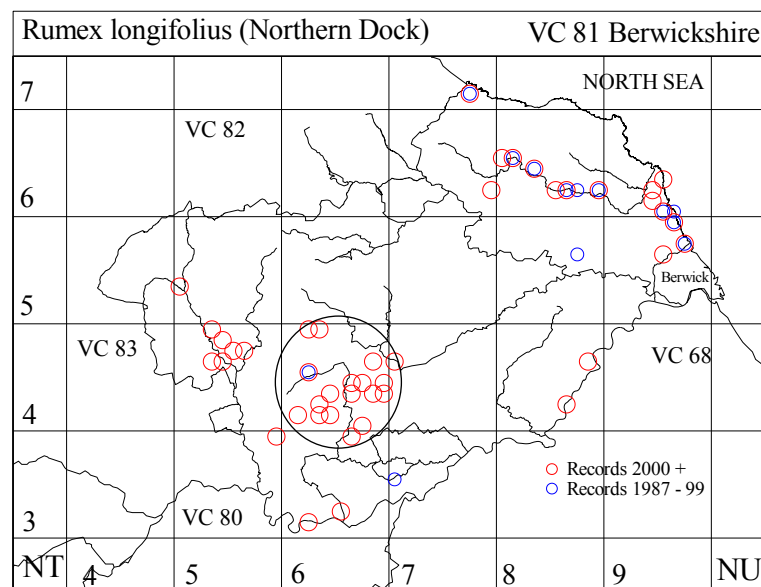 Rumex longifolius (Northern Dock) VC 81 Berwickshire
7
NORTH SEA
VC 82
6
Berwick
5
VC 83
VC 68
4
Records 2000 +
Records 1987 - 99
VC 80
3
NT 4 5 6 7 8 9 NU